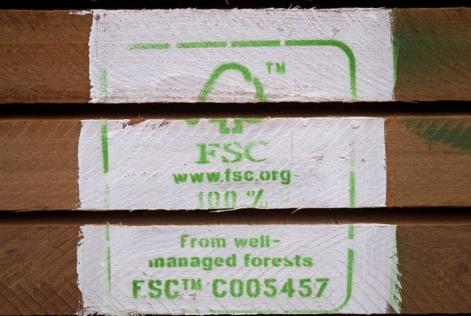 TM
FSC
www.fsc.org
100 %
From well-
managed forests
FSC™ C005457